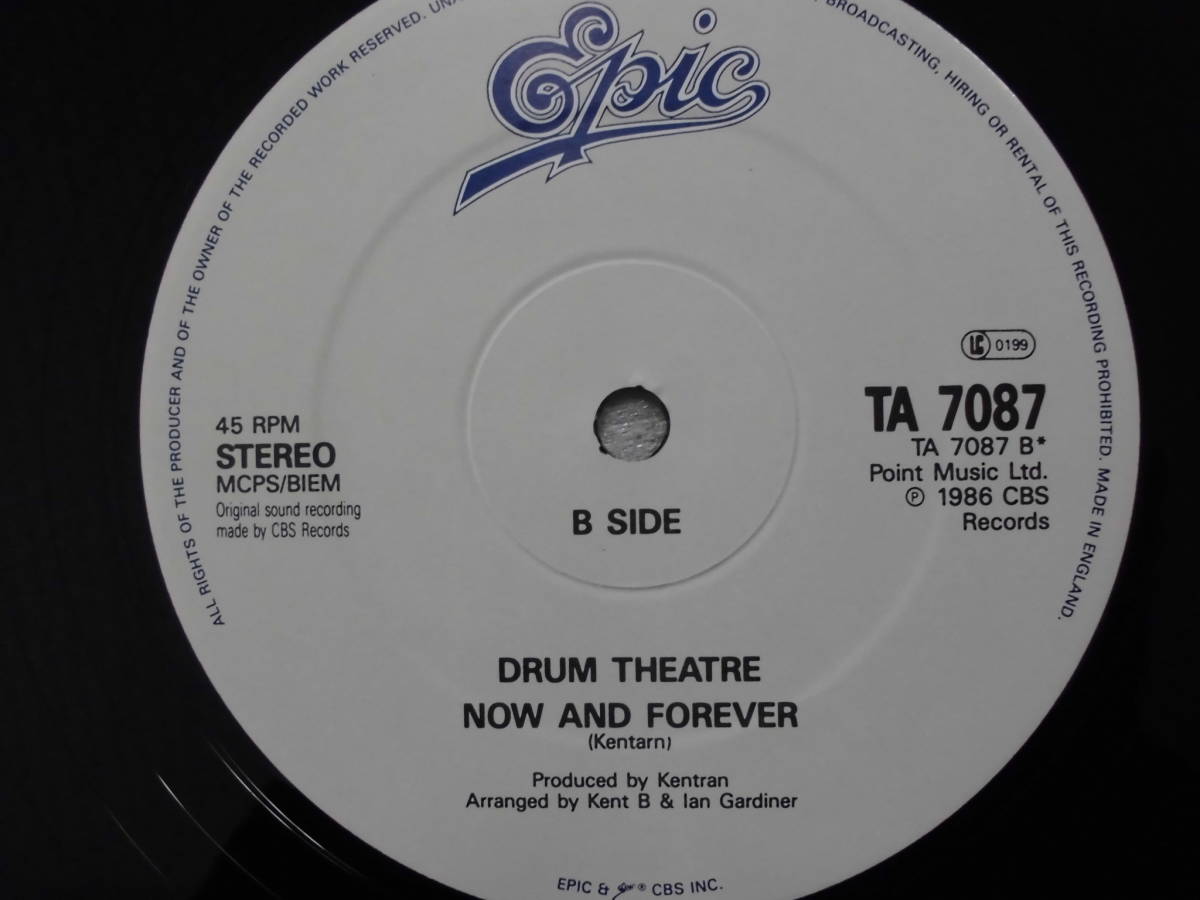 Epic
ALL RIGHTS OF THE PRODUCER AND OF THE OWNER OF THE RECORDED WORK RESERVED.
BROADCASTING, HIRING OR RENTAL OF THIS RECORDING PROHIBITED. MADE IN ENGLAND.
LC 0199
45 RPM
STEREO
MCPS/BIEM
Original sound recording
made by CBS Records
TA 7087
TA 7087 B*
Point Music Ltd.
℗ 1986 CBS
Records
B SIDE
DRUM THEATRE
NOW AND FOREVER
(Kentarn)
Produced by Kentran
Arranged by Kent B & Ian Gardiner
EPIC & Epic ® CBS INC.